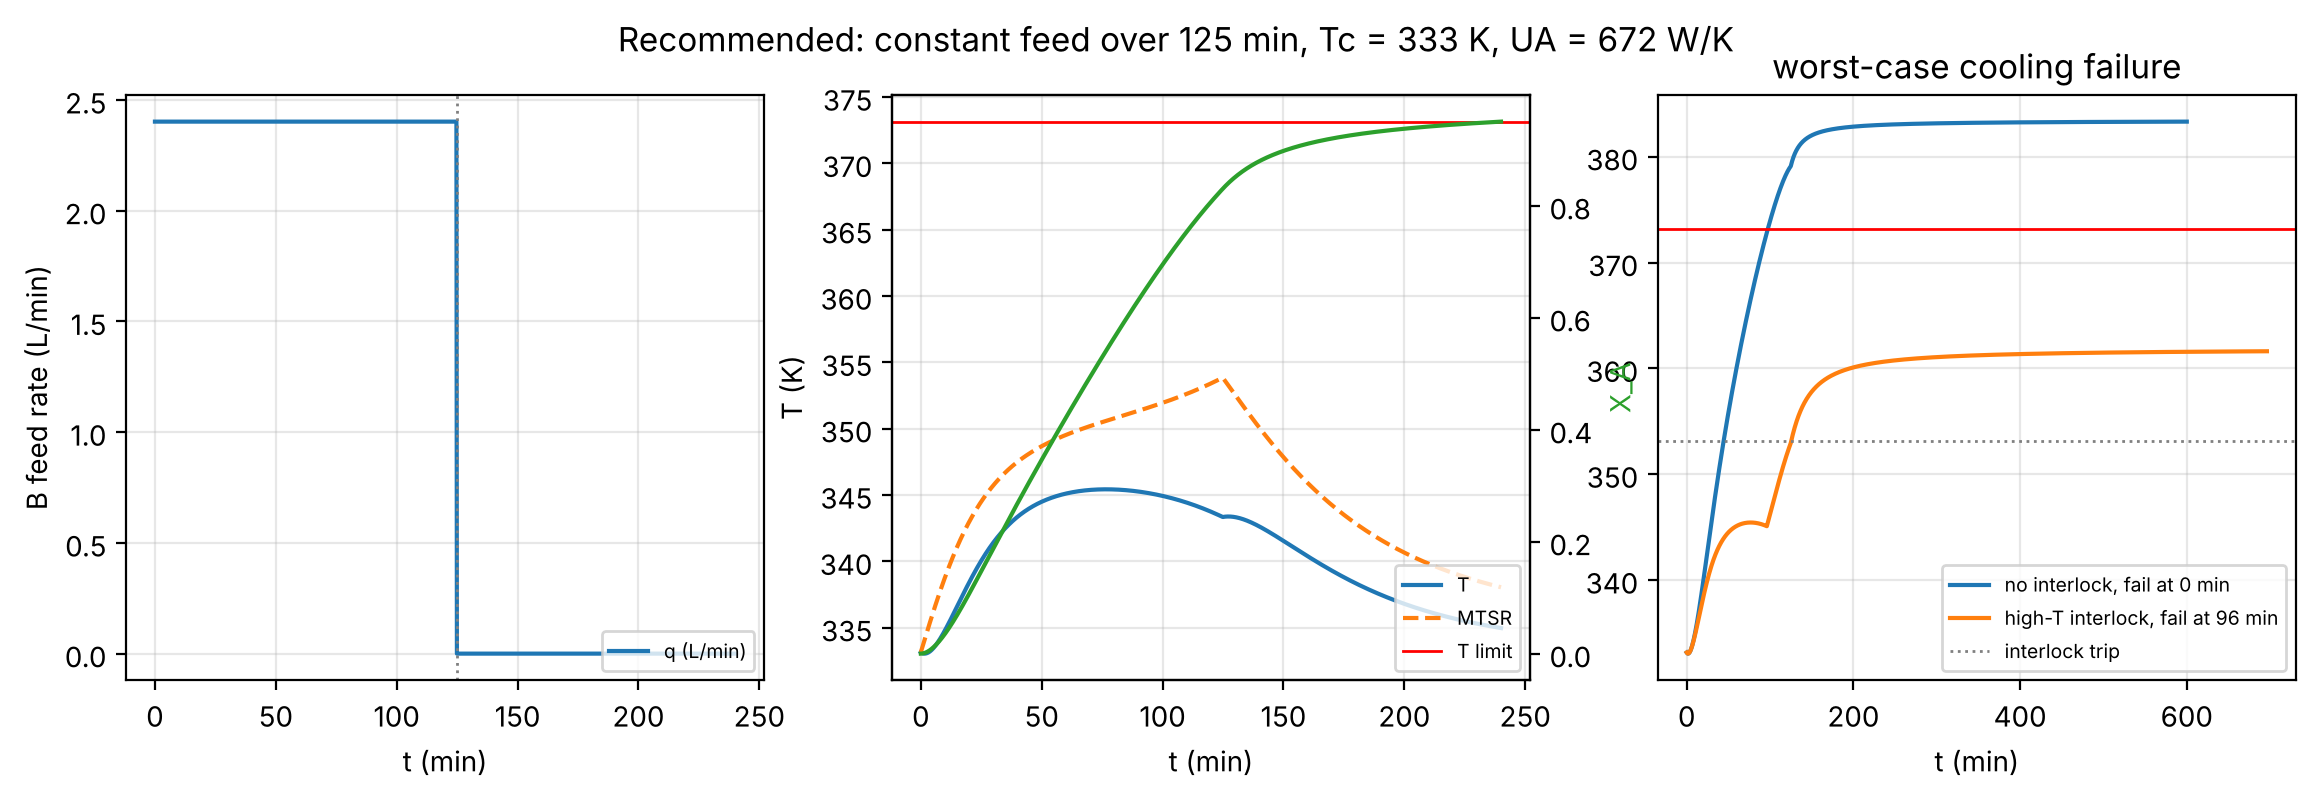 Recommended: constant feed over 125 min, Tc = 333 K, UA = 672 W/K
B feed rate (L/min)
2.5
2.0
1.5
1.0
0.5
0.0
0
50
100
150
200
250
t (min)
q (L/min)
T (K)
375
370
365
360
355
350
345
340
335
0
50
100
150
200
250
t (min)
T
MTSR
T limit
0.8
0.6
0.4
0.2
0.0
X_A
worst-case cooling failure
380
370
360
350
340
0
200
400
600
t (min)
no interlock, fail at 0 min
high-T interlock, fail at 96 min
interlock trip